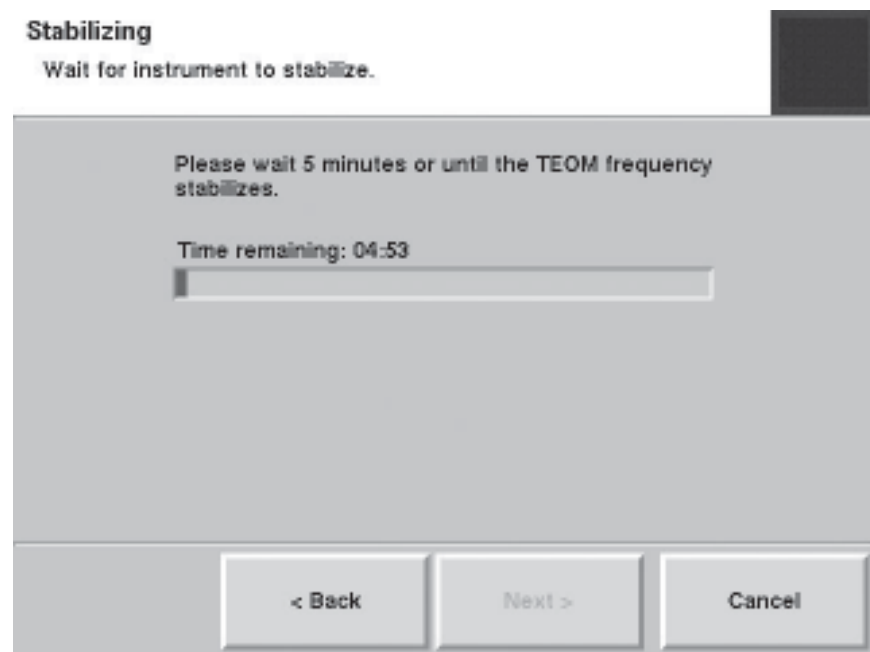 Stabilizing
Wait for instrument to stabilize.
Please wait 5 minutes or until the TEOM frequency
stabilizes.
Time remaining: 04:53
< Back
Next >
Cancel